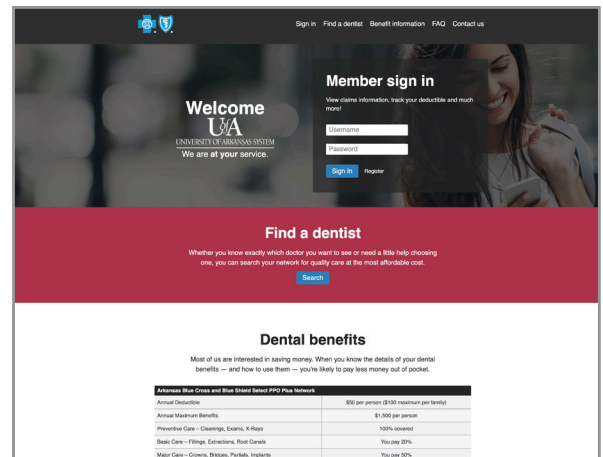 Sign in Find a dentist Benefit information FAQ Contact us
Welcome
UofA
UNIVERSITY OF ARKANSAS SYSTEM
We are at your service.
Member sign in
View claims information, track your deductible and much
more!
Username
Password
Sign In Register
Find a dentist
Whether you know exactly which doctor you want to see or need a little help choosing
one, you can search your network for quality care at the most affordable cost.
Search
Dental benefits
Most of us are interested in saving money. When you know the details of your dental
benefits — and how to use them — you're likely to pay less money out of pocket.
Arkansas Blue Cross and Blue Shield Select PPO Plus Network
Annual Deductible $50 per person ($100 maximum per family)
Annual Maximum Benefits $1,500 per person
Preventive Care – Cleanings, Exams, X-Rays 100% covered
Basic Care – Fillings, Extractions, Root Canals You pay 20%
Major Care – Crowns, Bridges, Partials, Implants You pay 50%